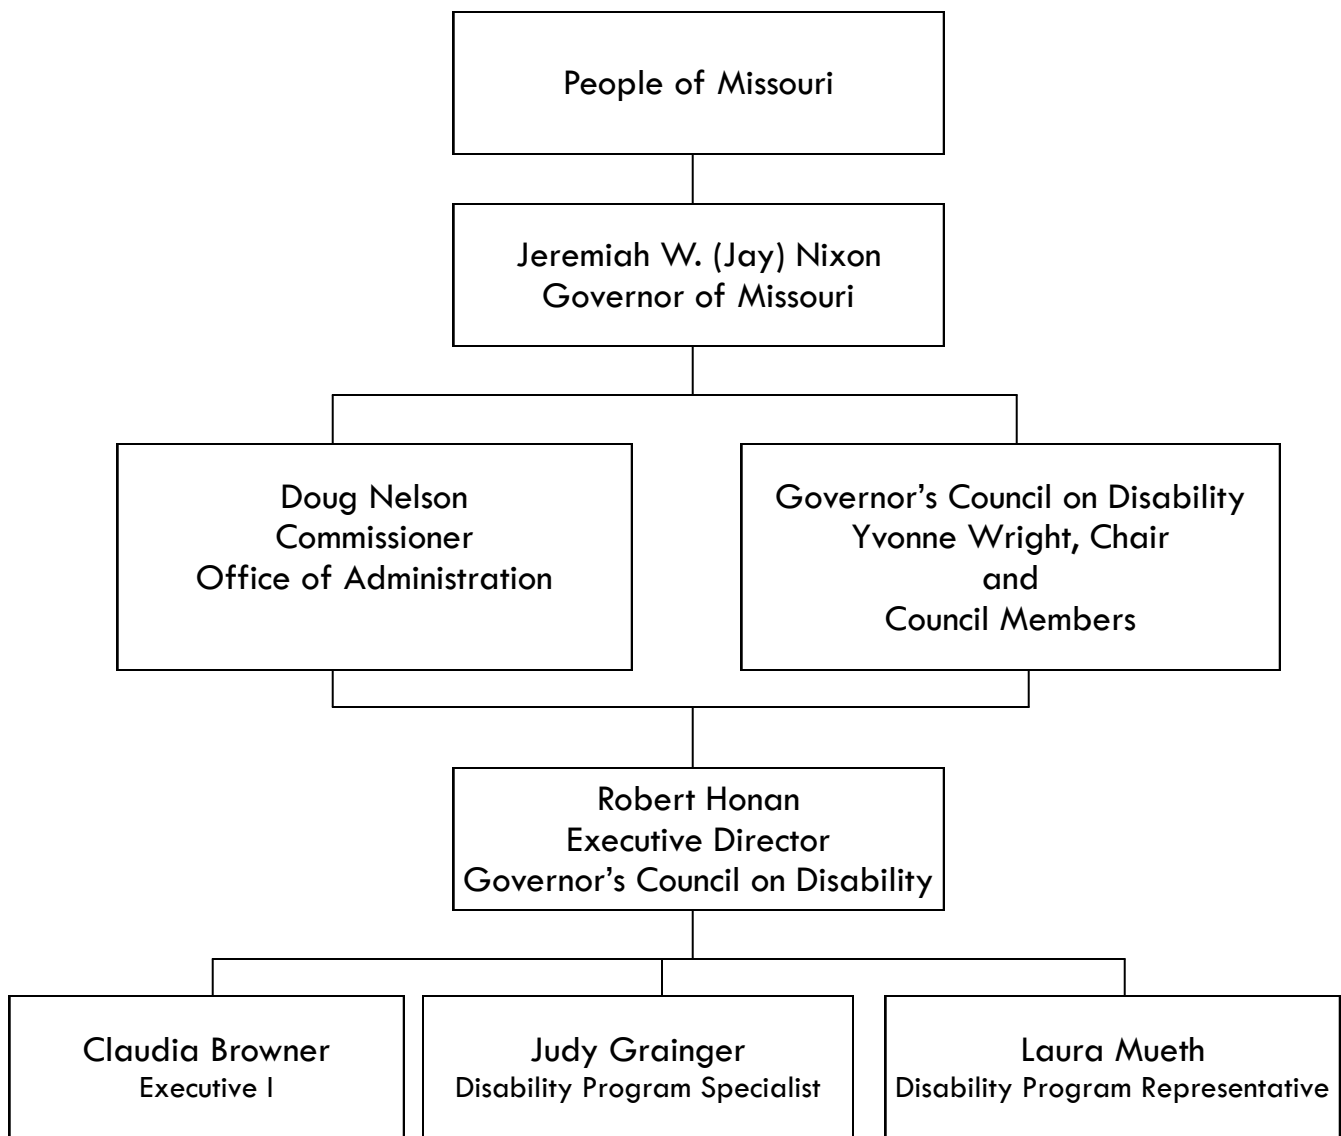 People of Missouri
Jeremiah W. (Jay) Nixon
Governor of Missouri
Doug Nelson
Commissioner
Office of Administration
Governor’s Council on Disability
Yvonne Wright, Chair
and
Council Members
Robert Honan
Executive Director
Governor’s Council on Disability
Claudia Browner
Executive I
Judy Grainger
Disability Program Specialist
Laura Mueth
Disability Program Representative